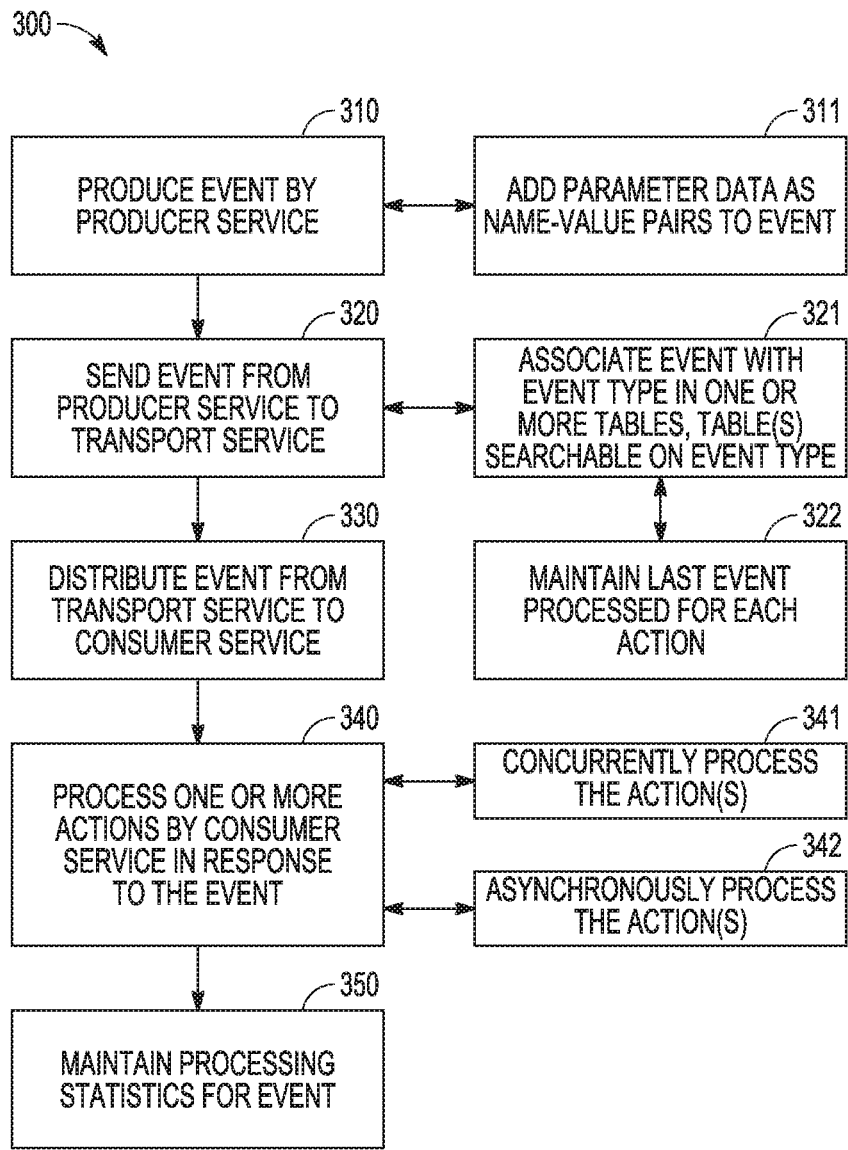 300
310
PRODUCE EVENT BY
PRODUCER SERVICE
311
ADD PARAMETER DATA AS
NAME-VALUE PAIRS TO EVENT
320
SEND EVENT FROM
PRODUCER SERVICE TO
TRANSPORT SERVICE
321
ASSOCIATE EVENT WITH
EVENT TYPE IN ONE OR
MORE TABLES, TABLE(S)
SEARCHABLE ON EVENT TYPE
330
DISTRIBUTE EVENT FROM
TRANSPORT SERVICE TO
CONSUMER SERVICE
322
MAINTAIN LAST EVENT
PROCESSED FOR EACH
ACTION
340
PROCESS ONE OR MORE
ACTIONS BY CONSUMER
SERVICE IN RESPONSE
TO THE EVENT
341
CONCURRENTLY PROCESS
THE ACTION(S)
342
ASYNCHRONOUSLY PROCESS
THE ACTION(S)
350
MAINTAIN PROCESSING
STATISTICS FOR EVENT